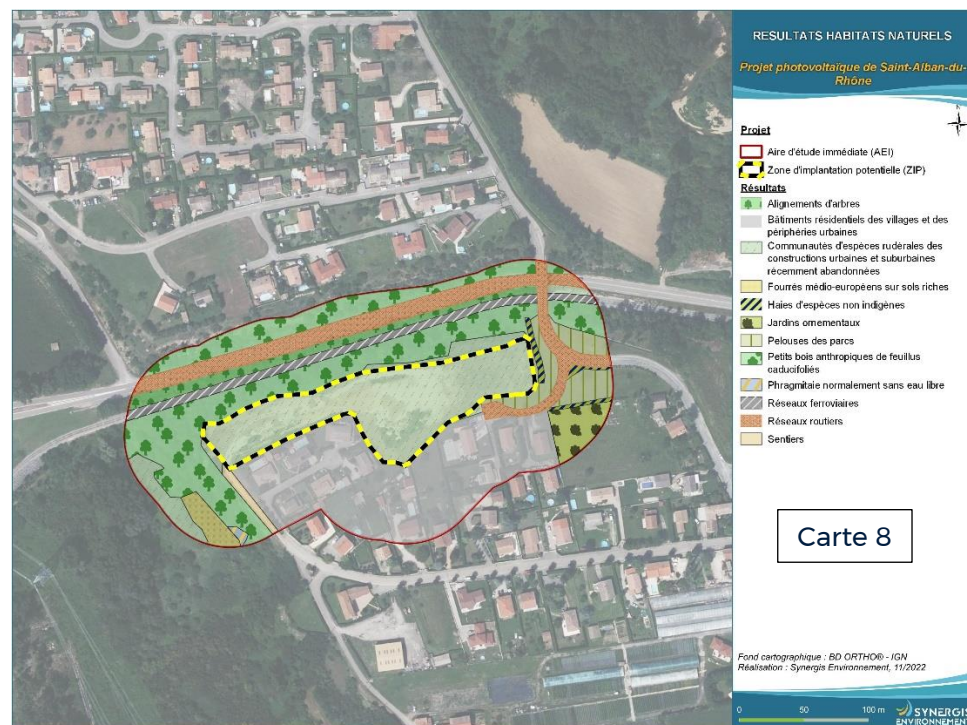 RESULTATS HABITATS NATURELS
Projet photovoltaïque de Saint-Alban-du-
Rhône
Projet
Aire d'étude immédiate (AEI)
Zone d'implantation potentielle (ZIP)
Résultats
Alignements d'arbres
Bâtiments résidentiels des villages et des
périphéries urbaines
Communautés d'espèces rudérales des
constructions urbaines et suburbaines
récemment abandonnées
Fourrés médio-européens sur sols riches
Haies d'espèces non indigènes
Jardins ornementaux
Pelouses des parcs
Petits bois anthropiques de feuillus
caducifoliés
Phragmitaie normalement sans eau libre
Réseaux ferroviaires
Réseaux routiers
Sentiers
Carte 8
Fond cartographique : BD ORTHO® - IGN
Réalisation : Synergis Environnement, 11/2022
0 50 100 m
SYNERGIS
ENVIRONNEMENT